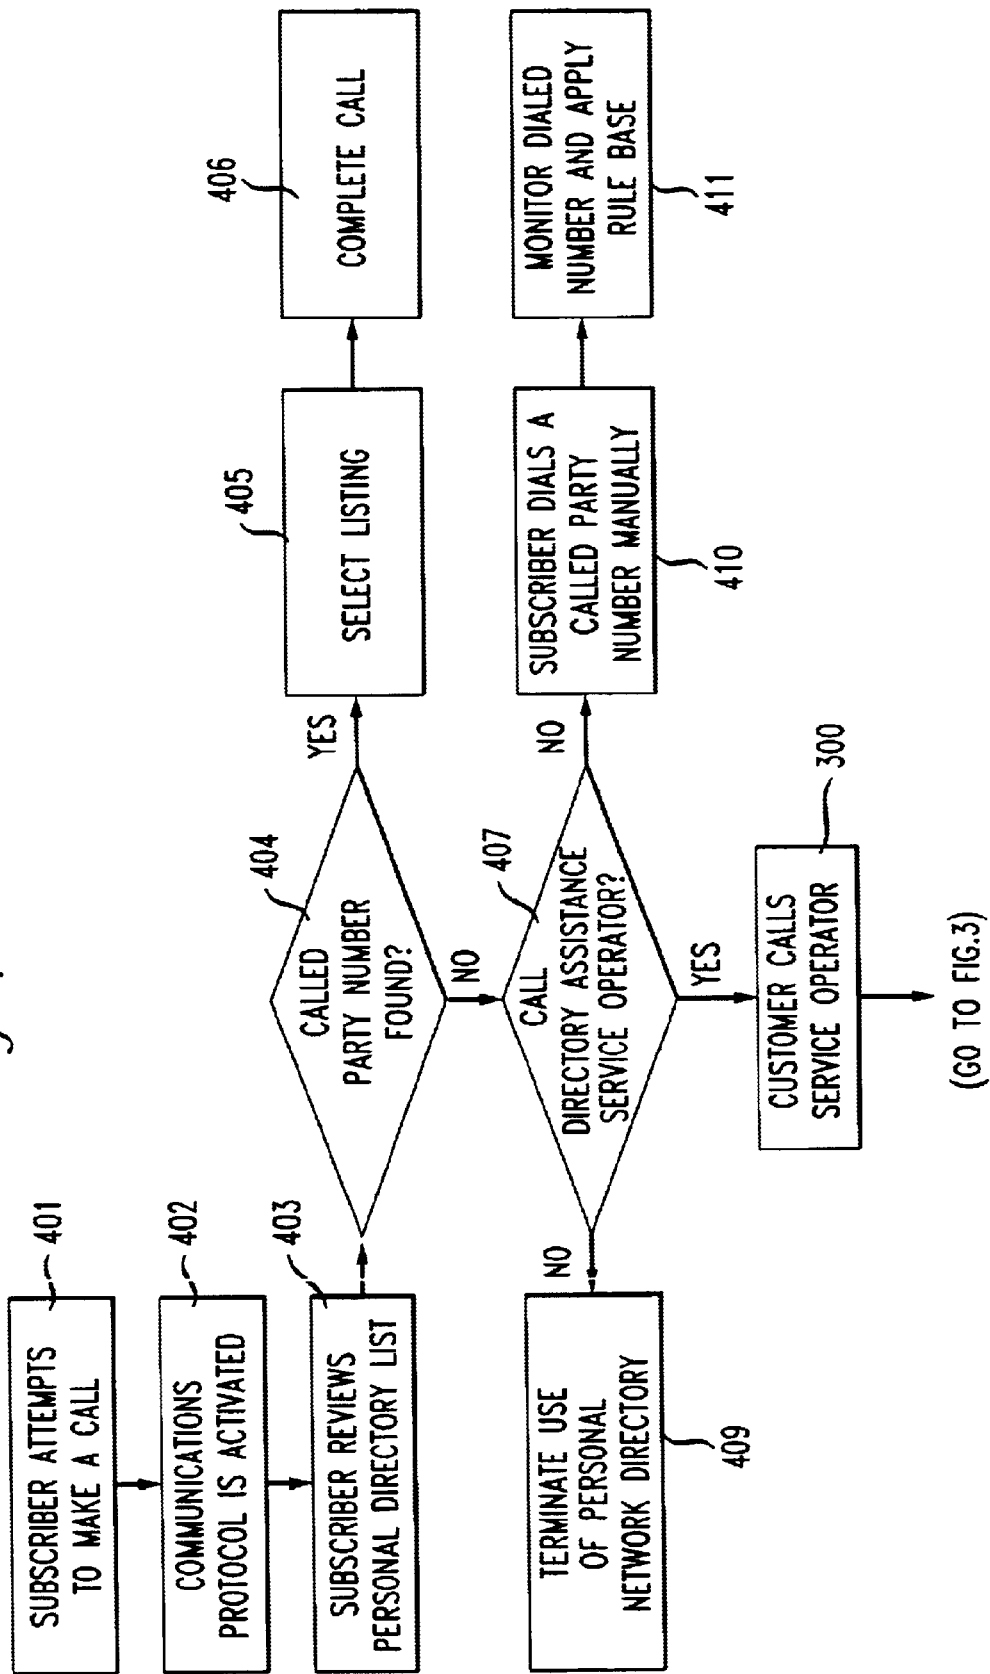 SUBSCRIBER ATTEMPTS
TO MAKE A CALL
401
COMMUNICATIONS
PROTOCOL IS ACTIVATED
402
SUBSCRIBER REVIEWS
PERSONAL DIRECTORY LIST
403
CALLED
PARTY NUMBER
FOUND?
404
YES
SELECT LISTING
405
COMPLETE CALL
406
NO
CALL
DIRECTORY ASSISTANCE
SERVICE OPERATOR?
407
NO
TERMINATE USE
OF PERSONAL
NETWORK DIRECTORY
409
NO
SUBSCRIBER DIALS A
CALLED PARTY
NUMBER MANUALLY
410
MONITOR DIALED
NUMBER AND APPLY
RULE BASE
411
YES
CUSTOMER CALLS
SERVICE OPERATOR
300
(GO TO FIG.3)